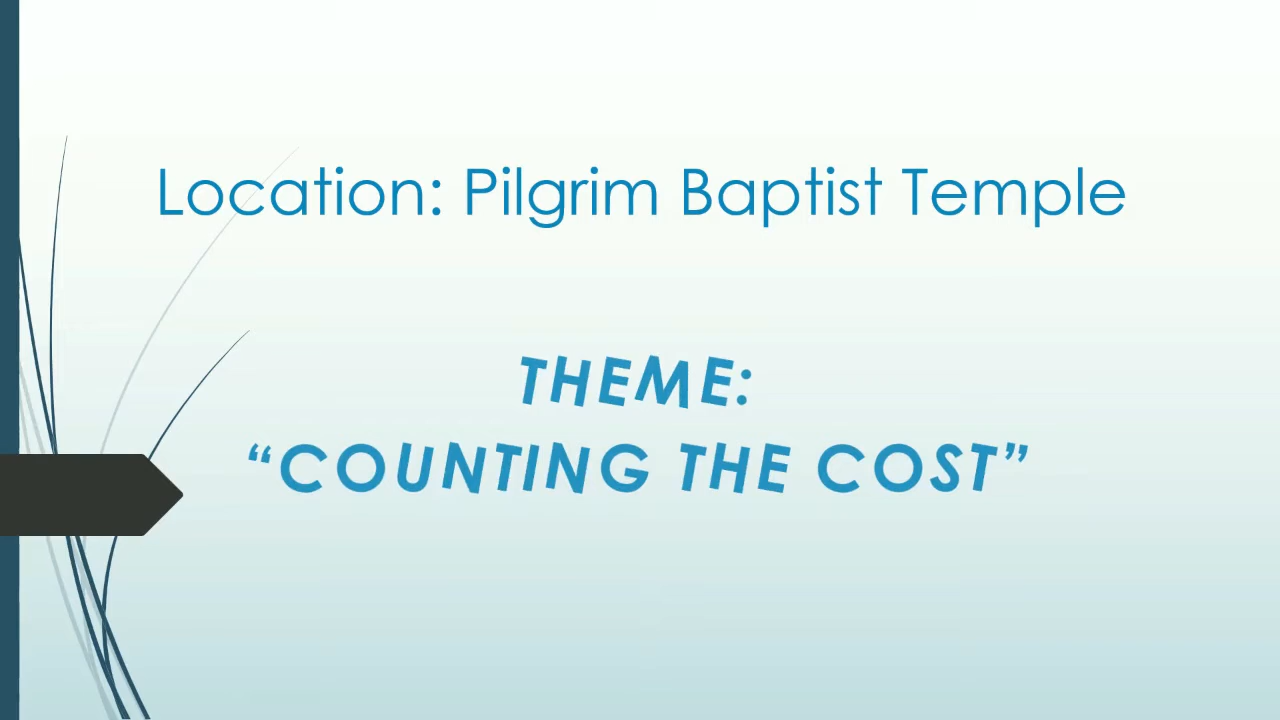 Location: Pilgrim Baptist Temple
THEME:
“COUNTING THE COST”